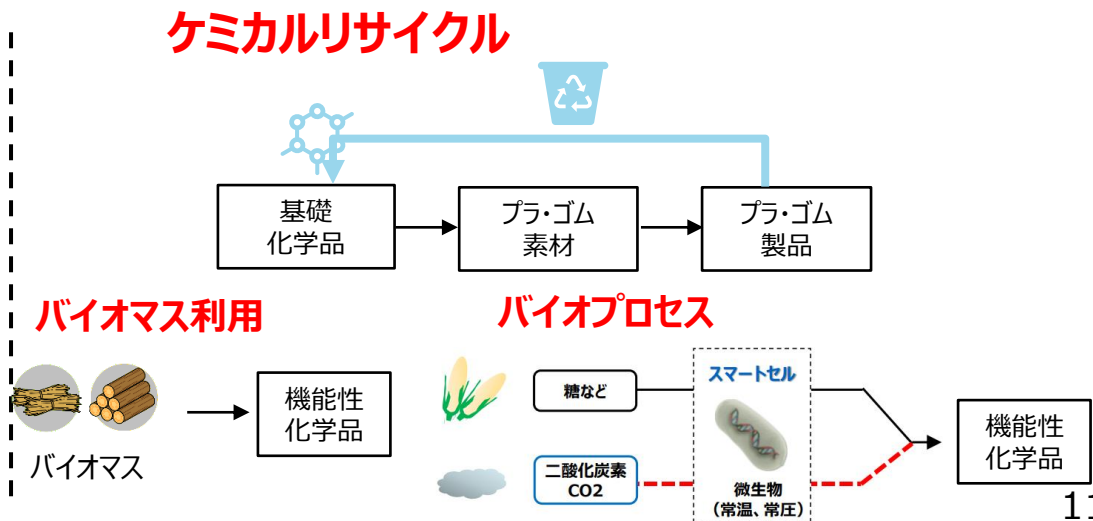 ケミカルリサイクル
基礎
化学品
プラ・ゴム
素材
プラ・ゴム
製品
バイオマス利用
バイオマス
機能性
化学品
バイオプロセス
糖など
二酸化炭素
CO2
スマートセル
微生物
（常温、常圧）
機能性
化学品
11